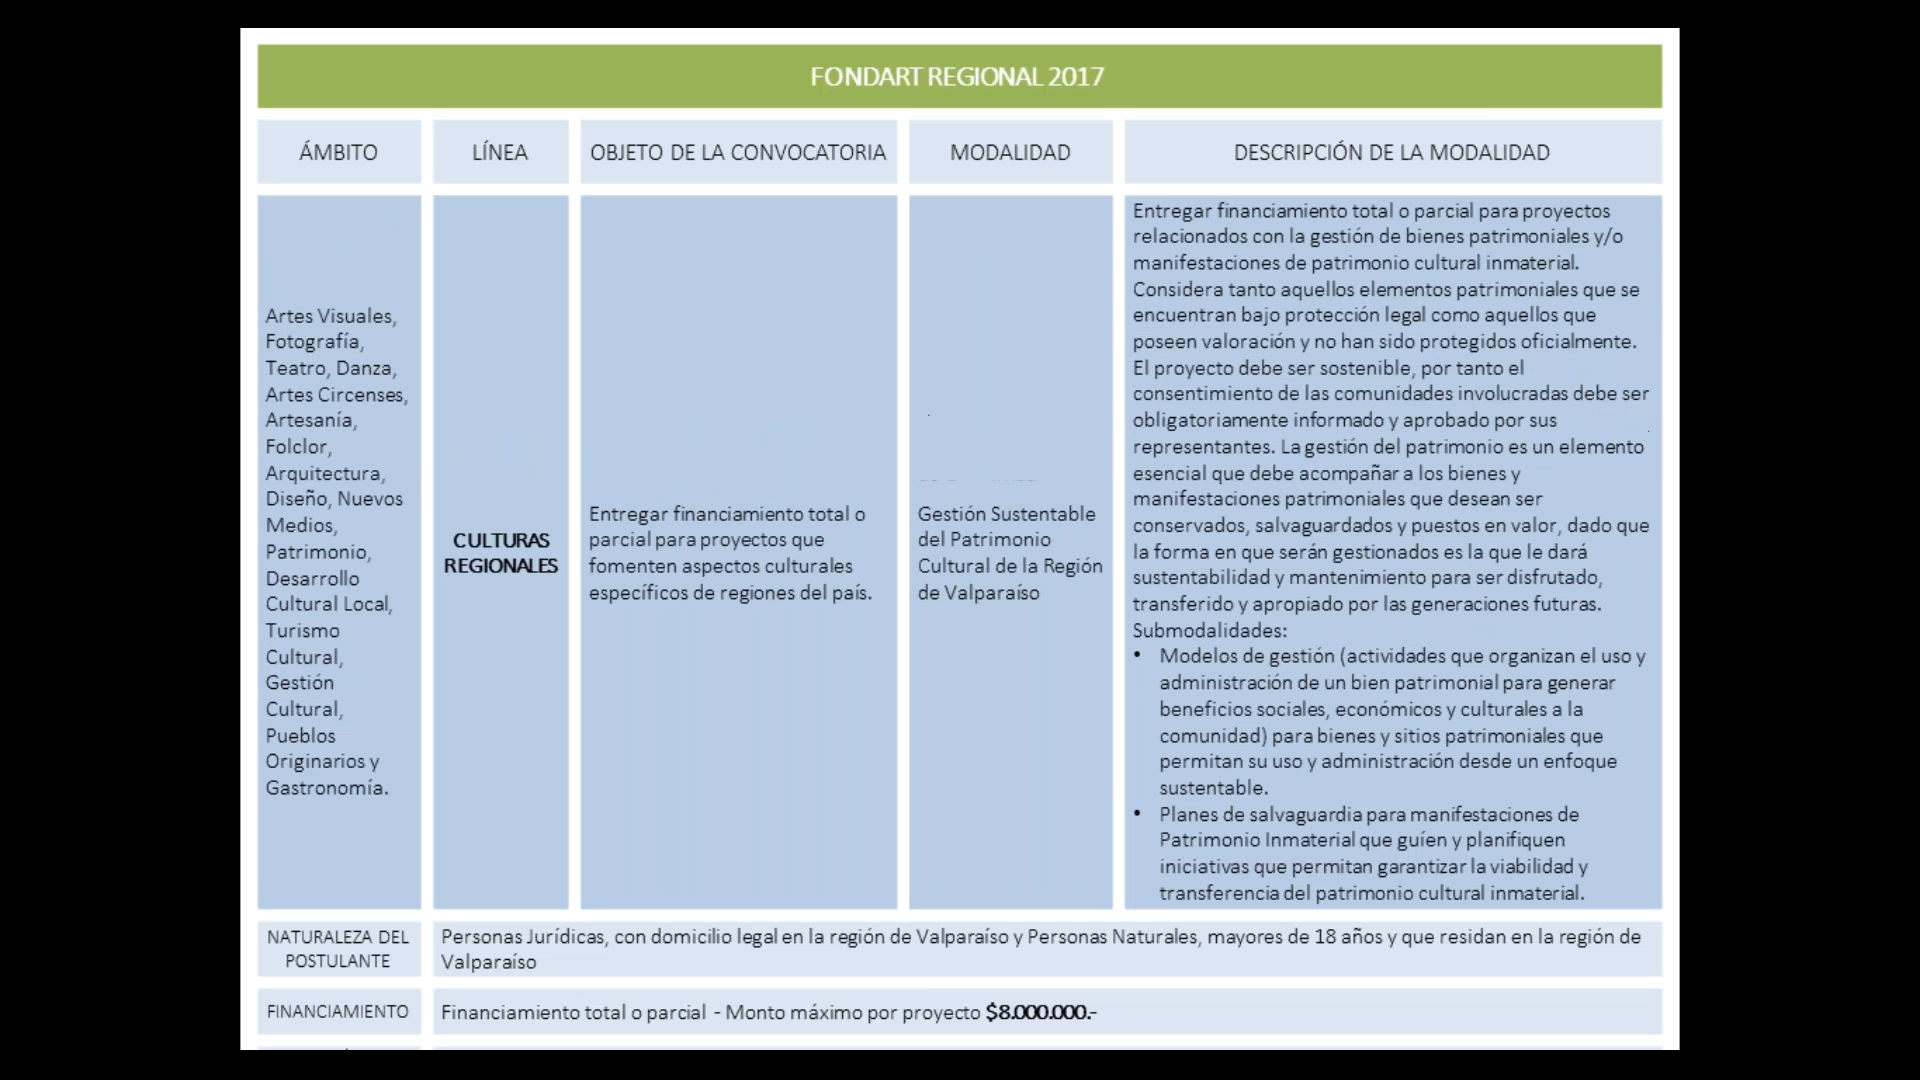 FONDART REGIONAL 2017
ÁMBITO
LÍNEA
OBJETO DE LA CONVOCATORIA
MODALIDAD
DESCRIPCIÓN DE LA MODALIDAD
Artes Visuales,
Fotografía,
Teatro, Danza,
Artes Circenses,
Artesanía,
Folclor,
Arquitectura,
Diseño, Nuevos
Medios,
Patrimonio,
Desarrollo
Cultural Local,
Turismo
Cultural,
Gestión
Cultural,
Pueblos
Originarios y
Gastronomía.
CULTURAS
REGIONALES
Entregar financiamiento total o
parcial para proyectos que
fomenten aspectos culturales
específicos de regiones del país.
Gestión Sustentable
del Patrimonio
Cultural de la Región
de Valparaíso
Entregar financiamiento total o parcial para proyectos
relacionados con la gestión de bienes patrimoniales y/o
manifestaciones de patrimonio cultural inmaterial.
Considera tanto aquellos elementos patrimoniales que se
encuentran bajo protección legal como aquellos que
poseen valoración y no han sido protegidos oficialmente.
El proyecto debe ser sostenible, por tanto el
consentimiento de las comunidades involucradas debe ser
obligatoriamente informado y aprobado por sus
representantes. La gestión del patrimonio es un elemento
esencial que debe acompañar a los bienes y
manifestaciones patrimoniales que desean ser
conservados, salvaguardados y puestos en valor, dado que
la forma en que serán gestionados es la que le dará
sustentabilidad y mantenimiento para ser disfrutado,
transferido y apropiado por las generaciones futuras.
Submodalidades:
• Modelos de gestión (actividades que organizan el uso y
administración de un bien patrimonial para generar
beneficios sociales, económicos y culturales a la
comunidad) para bienes y sitios patrimoniales que
permitan su uso y administración desde un enfoque
sustentable.
• Planes de salvaguardia para manifestaciones de
Patrimonio Inmaterial que guíen y planifiquen
iniciativas que permitan garantizar la viabilidad y
transferencia del patrimonio cultural inmaterial.
NATURALEZA DEL
POSTULANTE
Personas Jurídicas, con domicilio legal en la región de Valparaíso y Personas Naturales, mayores de 18 años y que residan en la región de
Valparaíso
FINANCIAMIENTO
Financiamiento total o parcial - Monto máximo por proyecto $8.000.000.-